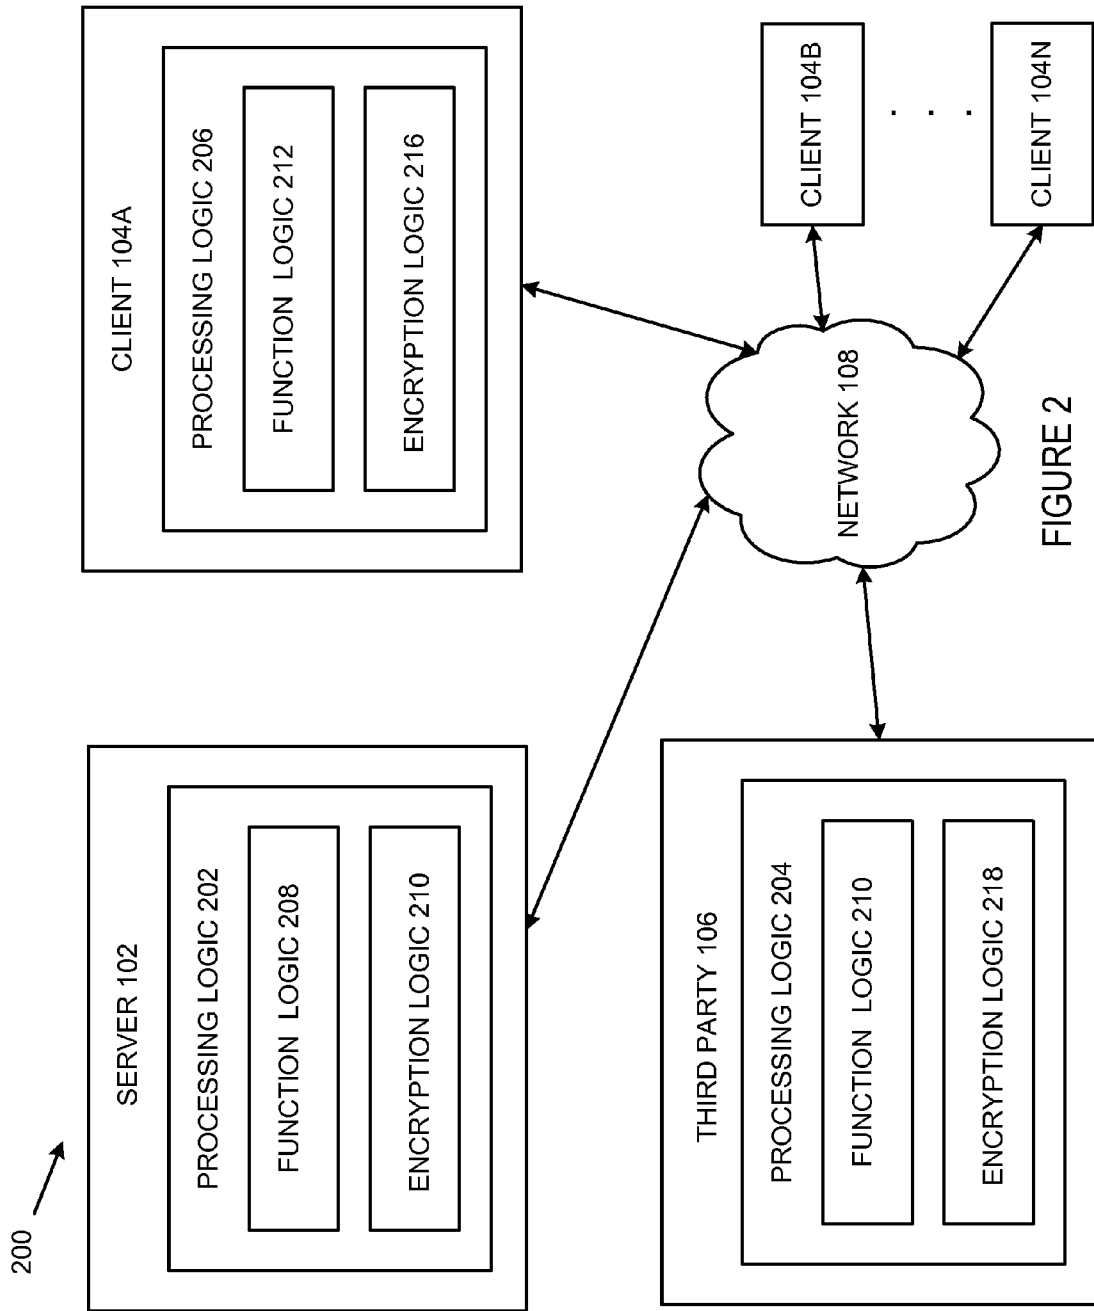 200
SERVER 102
PROCESSING LOGIC 202
FUNCTION LOGIC 208
ENCRYPTION LOGIC 210
CLIENT 104A
PROCESSING LOGIC 206
FUNCTION LOGIC 212
ENCRYPTION LOGIC 216
THIRD PARTY 106
PROCESSING LOGIC 204
FUNCTION LOGIC 210
ENCRYPTION LOGIC 218
NETWORK 108
CLIENT 104B
. . .
CLIENT 104N
FIGURE 2